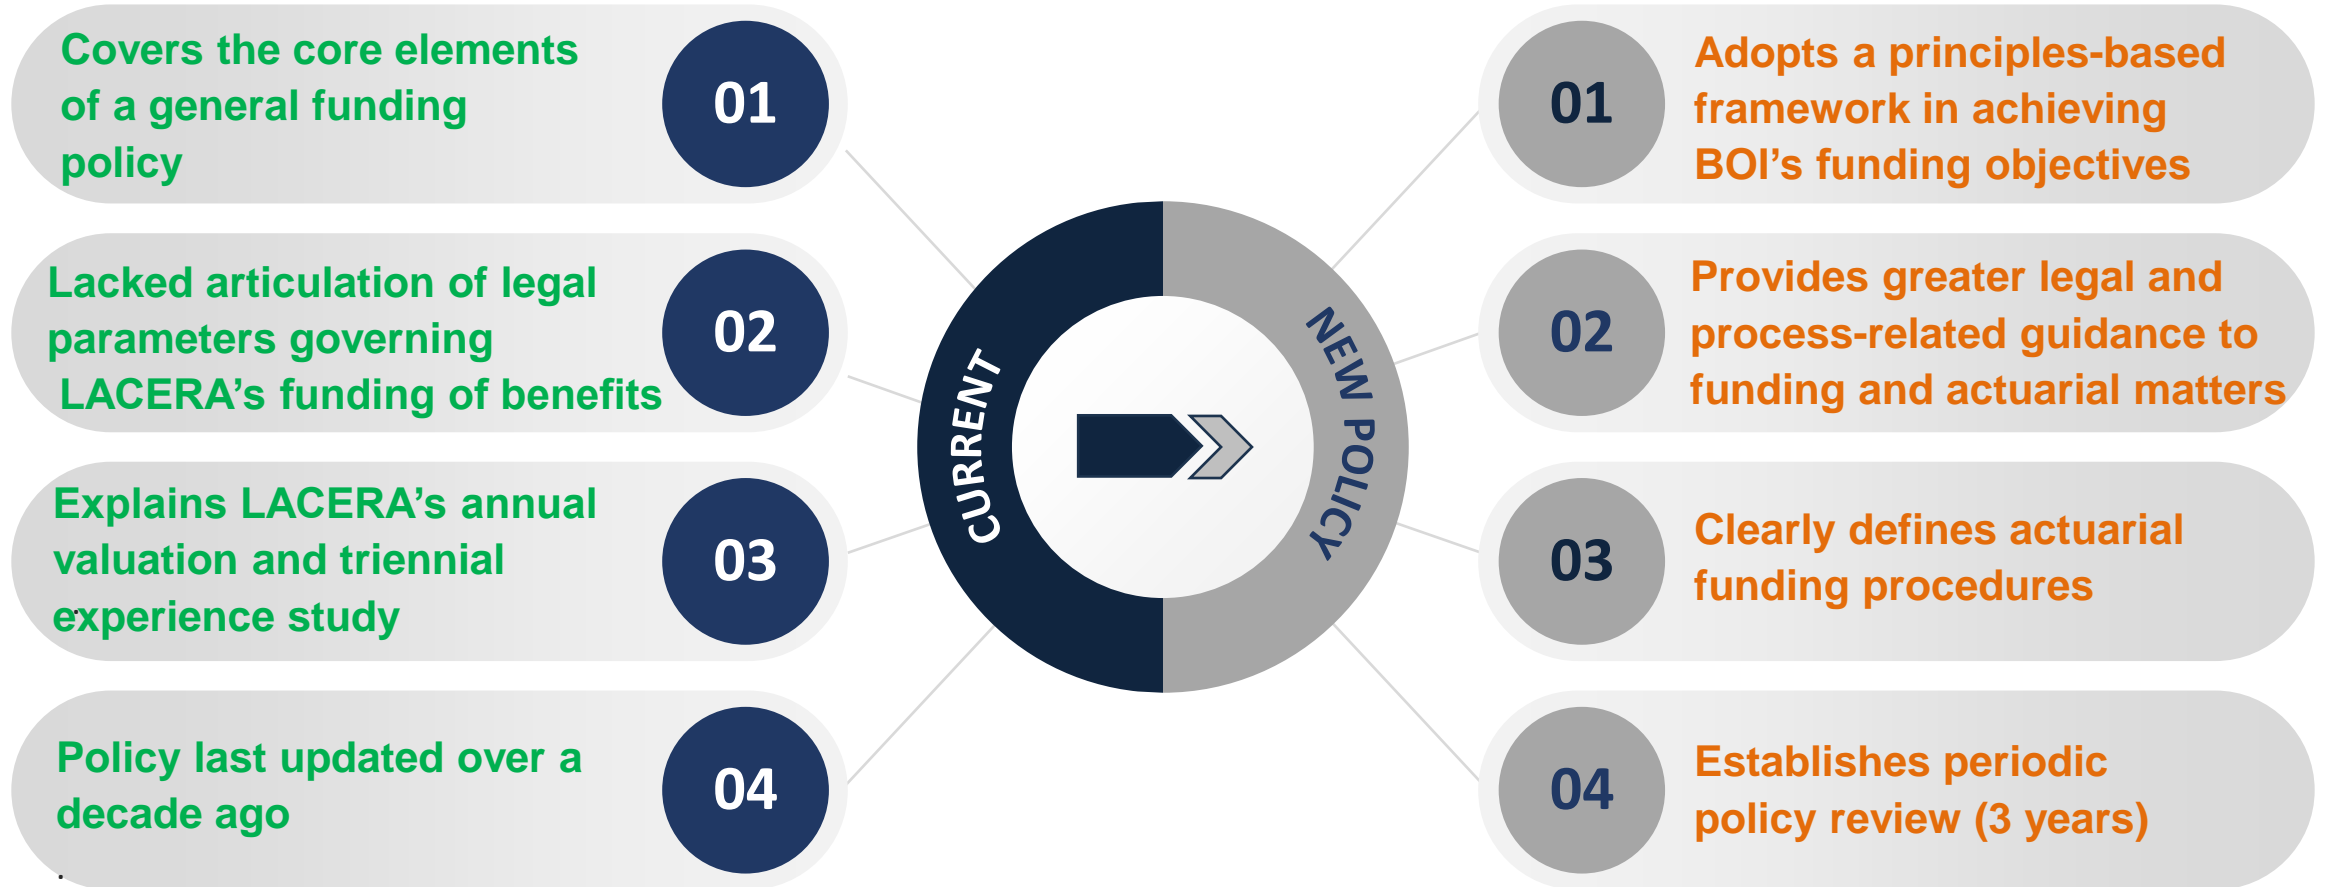 Covers the core elements
of a general funding
policy
01
Lacked articulation of legal
parameters governing
LACERA’s funding of benefits
02
Explains LACERA’s annual
valuation and triennial
experience study
.
03
Policy last updated over a
decade ago
.
04
CURRENT
NEW POLICY
01
Adopts a principles-based
framework in achieving
BOI’s funding objectives
02
Provides greater legal and
process-related guidance to
funding and actuarial matters
03
Clearly defines actuarial
funding procedures
04
Establishes periodic
policy review (3 years)